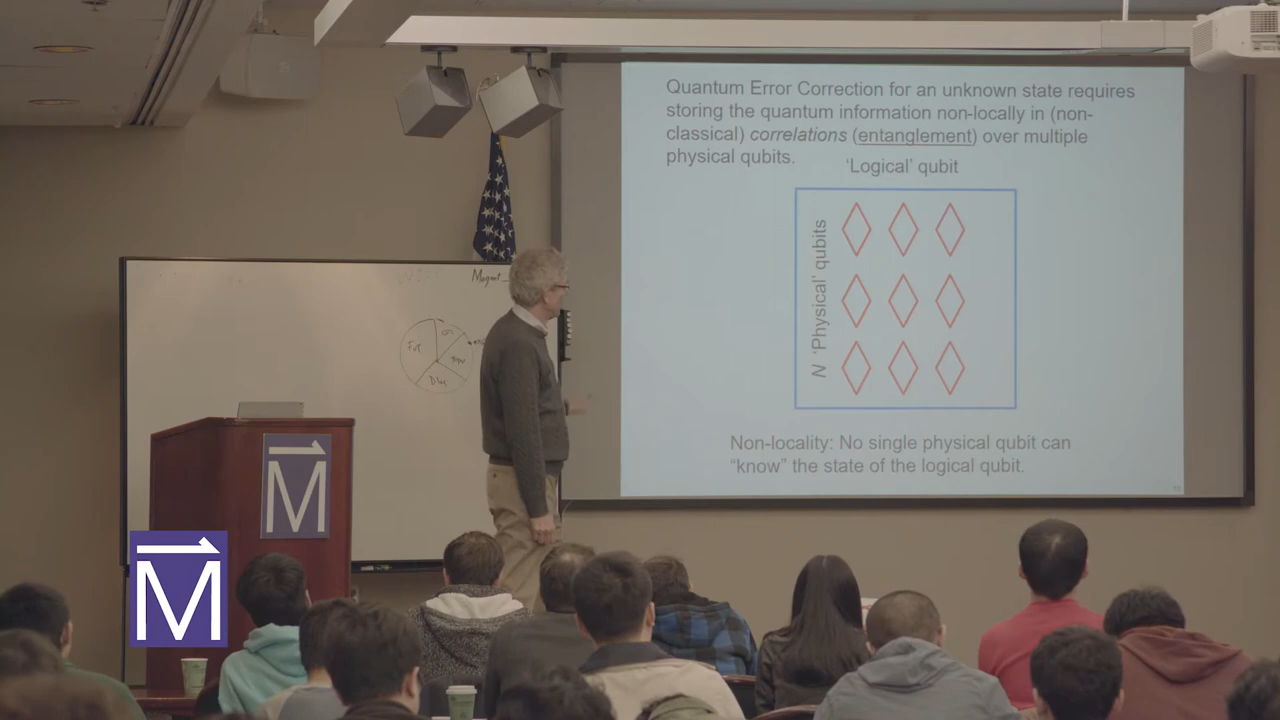 Quantum Error Correction for an unknown state requires
storing the quantum information non-locally in (non-
classical) correlations (entanglement) over multiple
physical qubits.
'Logical' qubit
N 'Physical' qubits
Non-locality: No single physical qubit can
"know" the state of the logical qubit.
M
M